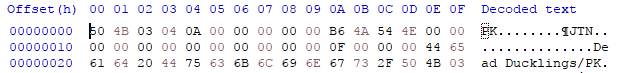 Offset(h) 00 01 02 03 04 05 06 07 08 09 0A 0B 0C 0D 0E 0F Decoded text
00000000 50 4B 03 04 0A 00 00 00 00 00 B6 4A 54 4E 00 00 PK........¶JTN..
00000010 00 00 00 00 00 00 00 00 00 00 0F 00 00 00 44 65 ..............De
00000020 61 64 20 44 75 63 6B 6C 69 6E 67 73 2F 50 4B 03 ad Ducklings/PK.